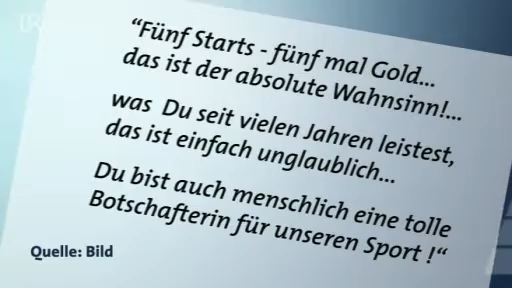 BR
“Fünf Starts - fünf mal Gold...
das ist der absolute Wahnsinn!...
was Du seit vielen Jahren leistest,
das ist einfach unglaublich...
Du bist auch menschlich eine tolle
Botschafterin für unseren Sport !“
Quelle: Bild